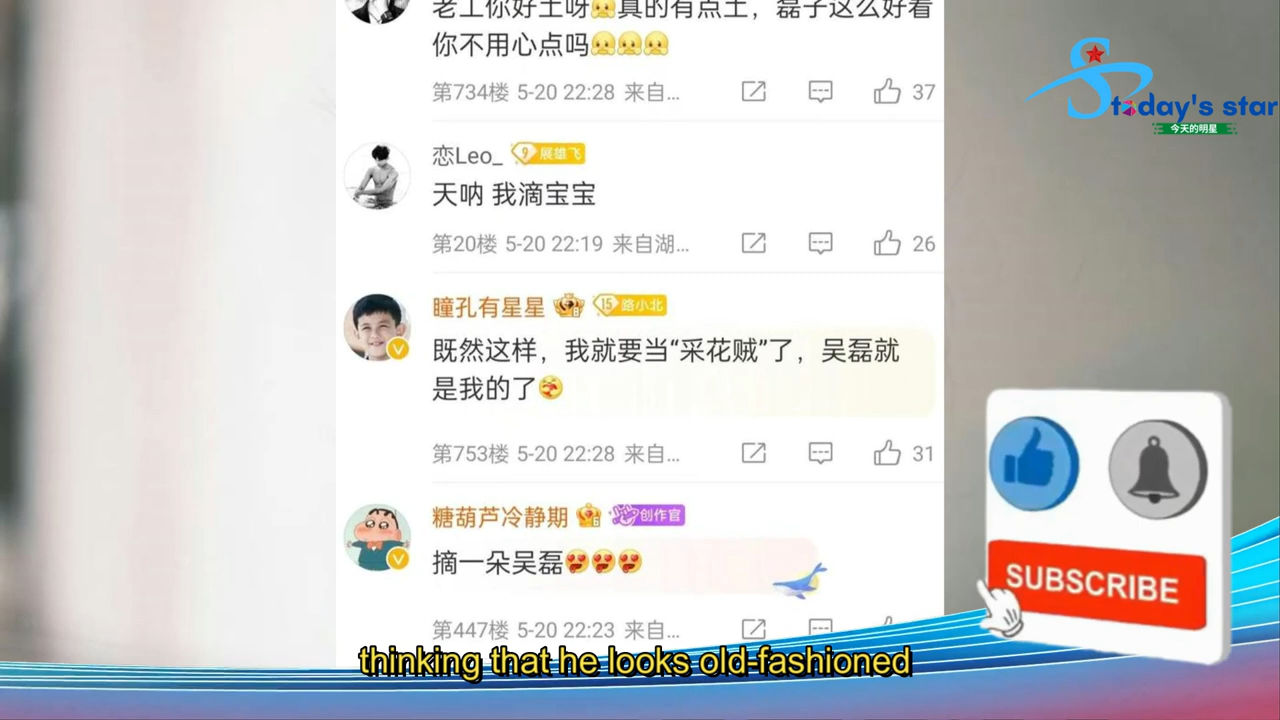 老工你好土呀真的有点土，磊子这么好看
你不用心点吗
第734楼 5-20 22:28 来自...
37
today's star
今天的明星
恋Leo_ 9 展雄飞
天呐 我滴宝宝
第20楼 5-20 22:19 来自湖...
26
瞳孔有星星 8 15 路小北
既然这样，我就要当“采花贼”了，吴磊就
是我的了
第753楼 5-20 22:28 来自...
31
糖葫芦冷静期 6 创作官
摘一朵吴磊
第447楼 5-20 22:23 来自...
SUBSCRIBE
thinking that he looks old-fashioned